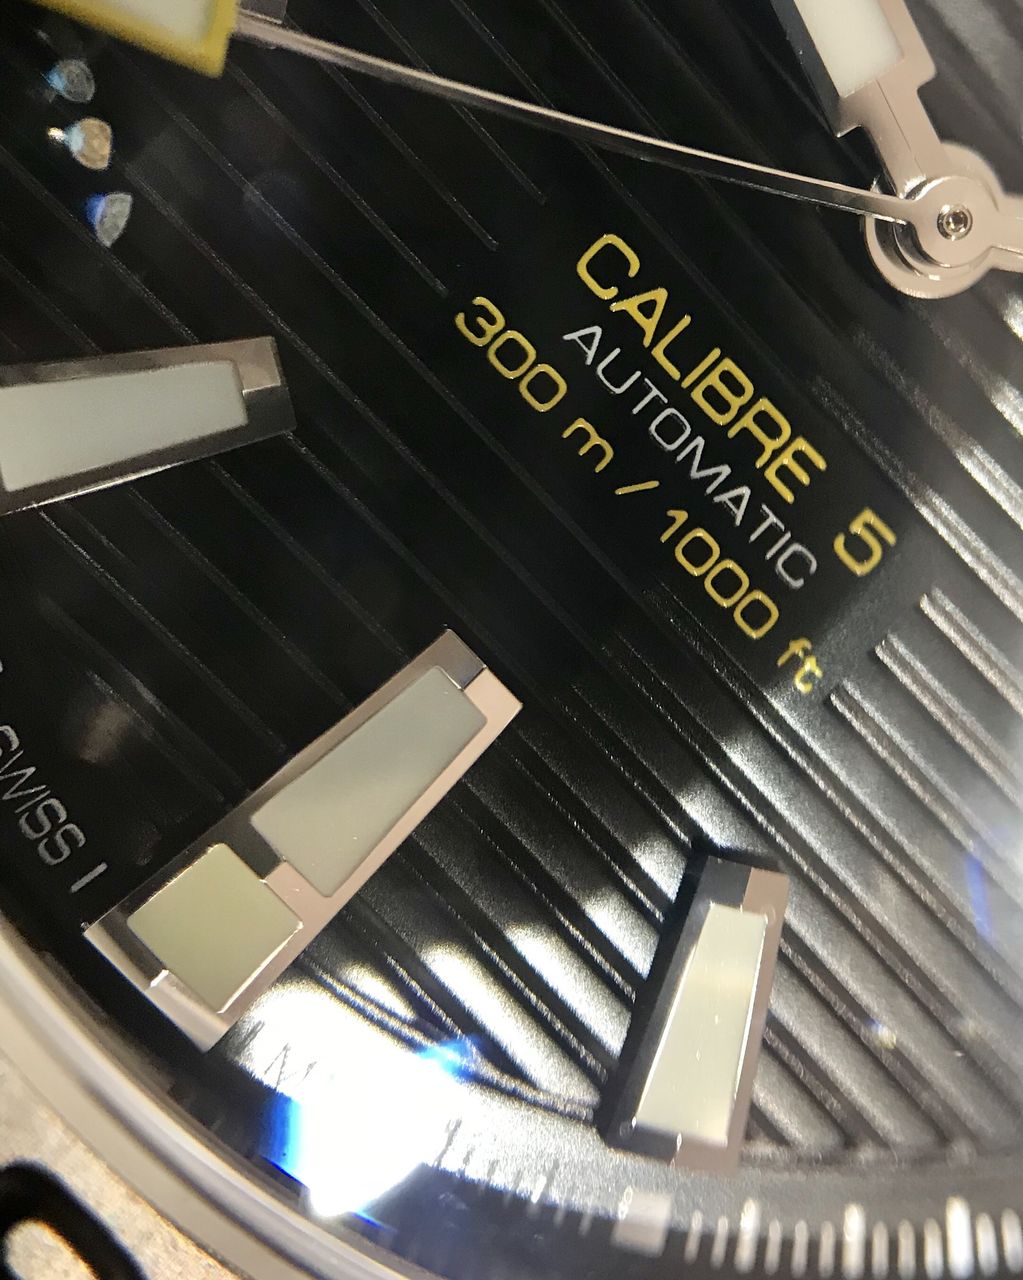 CALIBRE 5
AUTOMATIC
300 m / 1000 ft
SWISS